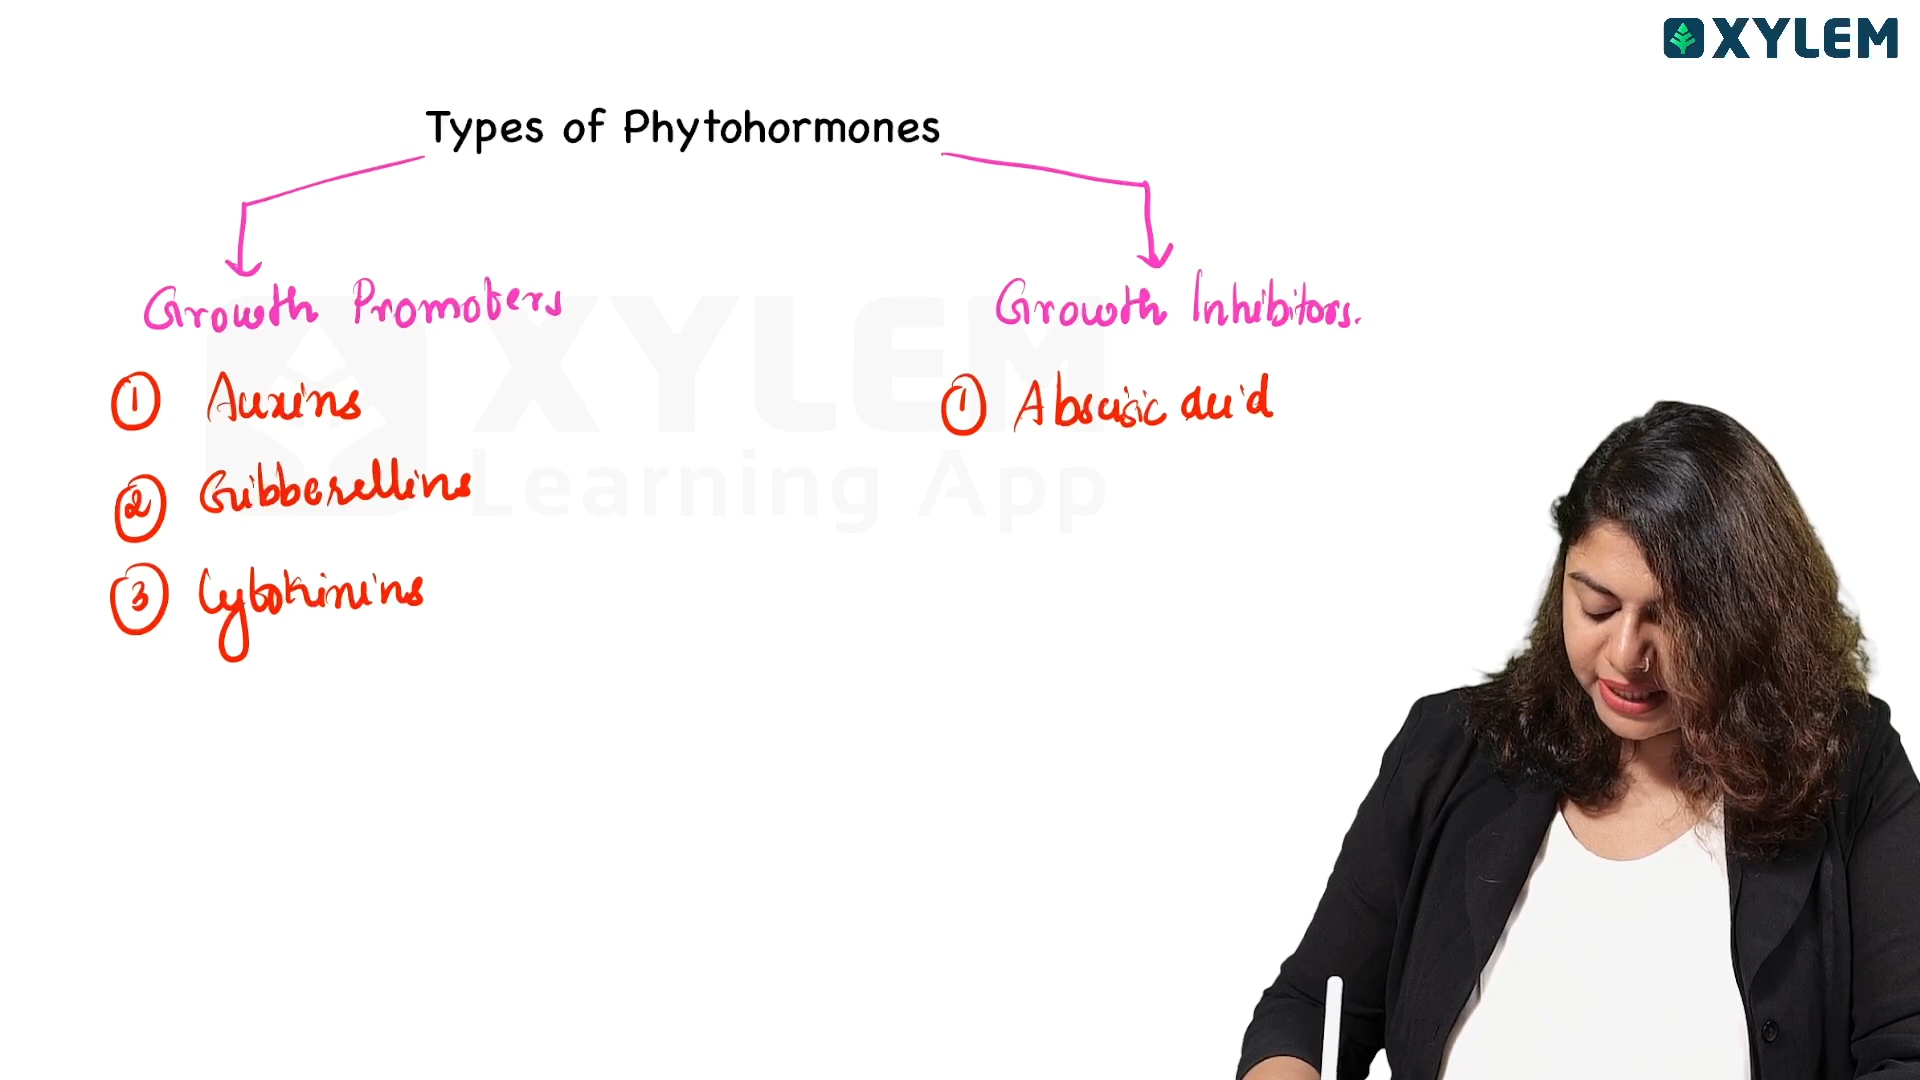 XYLEM
Types of Phytohormones
Growth Promoters
Growth Inhibitors.
1 Auxins
1 Abscisic acid
2 Gibberellins
3 Cytokinins
XYLEM
Learning App